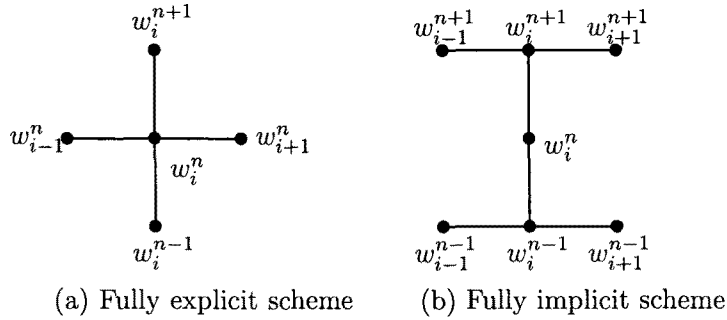 w_i^{n+1}
w_{i-1}^n w_{i+1}^n
w_i^n
w_i^{n-1}
(a) Fully explicit scheme
w_{i-1}^{n+1} w_i^{n+1} w_{i+1}^{n+1}
w_i^n
w_{i-1}^{n-1} w_i^{n-1} w_{i+1}^{n-1}
(b) Fully implicit scheme